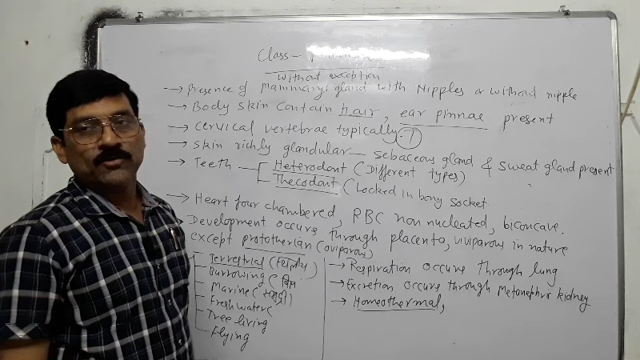 Class -
without exception
→ Presence of Mammary gland with Nipples or without nipple
→ Body skin contain hair, ear pinnae present
→ Cervical vertebrae typically 7
→ Skin richly glandular – sebaceous gland & sweat gland present
→ Teeth – Heterodont (Different types)
Thecodont (Locked in bony socket
→ Heart four chambered, RBC non nucleated, biconcave.
→ Development occurs through placenta, viviparous in nature
except prototherian (oviparous)
Terrestrial (
Burrowing (
Marine (
Freshwater
Tree living
Flying
→ Respiration occurs through lung
→ Excretion occurs through Metanephric kidney
→ Homeothermal,